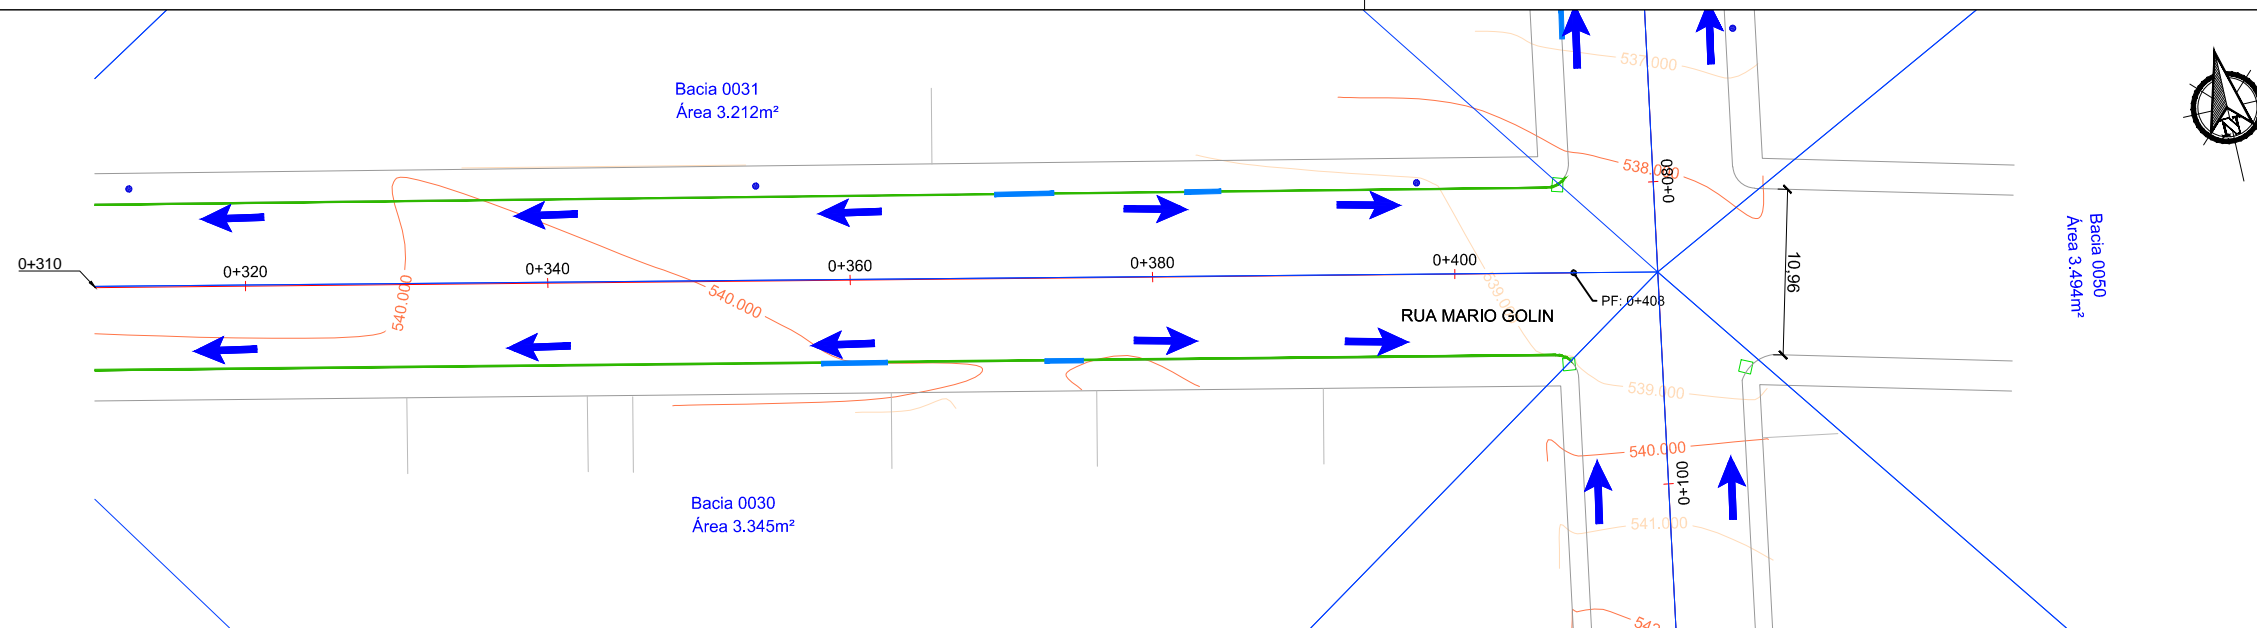 537.000
Bacia 0031
Área 3.212m²
538.000
0+080
N
Bacia 0050
Área 3.494m²
0+310
0+320
0+340
0+360
0+380
0+400
10,96
540.000
540.000
PF: 0+408
RUA MARIO GOLIN
539.000
540.000
0+100
Bacia 0030
Área 3.345m²
541.000